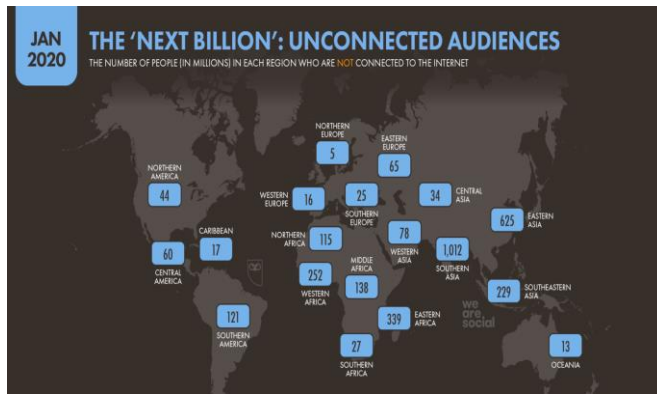 JAN
2020
THE 'NEXT BILLION': UNCONNECTED AUDIENCES
THE NUMBER OF PEOPLE (IN MILLIONS) IN EACH REGION WHO ARE NOT CONNECTED TO THE INTERNET
NORTHERN
EUROPE
5
EASTERN
EUROPE
65
NORTHERN
AMERICA
44
WESTERN
EUROPE
16
25
SOUTHERN
EUROPE
34
CENTRAL
ASIA
625
EASTERN
ASIA
CARIBBEAN
17
60
CENTRAL
AMERICA
NORTHERN
AFRICA
115
78
WESTERN
ASIA
1,012
SOUTHERN
ASIA
252
WESTERN
AFRICA
MIDDLE
AFRICA
138
229
SOUTHEASTERN
ASIA
121
SOUTHERN
AMERICA
339
EASTERN
AFRICA
we
are.
social
27
SOUTHERN
AFRICA
13
OCEANIA